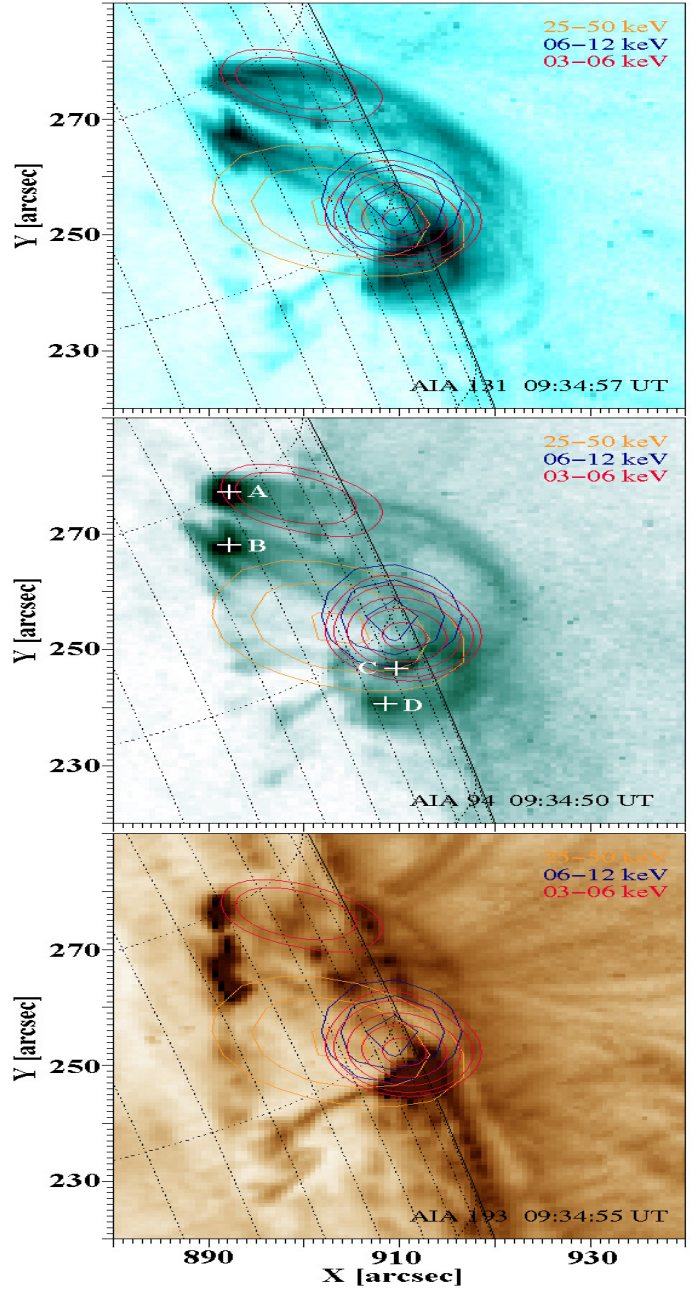 25−50 keV
06−12 keV
03−06 keV
270
250
230
Y [arcsec]
AIA 131 09:34:57 UT
25−50 keV
06−12 keV
03−06 keV
A
B
C
D
270
250
230
Y [arcsec]
AIA 94 09:34:50 UT
25−50 keV
06−12 keV
03−06 keV
270
250
230
Y [arcsec]
AIA 193 09:34:55 UT
890
910
930
X [arcsec]